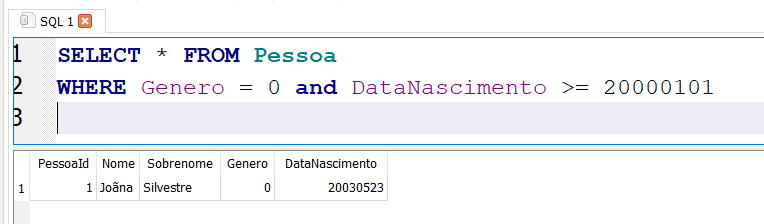 SQL 1
1 SELECT * FROM Pessoa
2 WHERE Genero = 0 and DataNascimento >= 20000101
3
PessoaId Nome Sobrenome Genero DataNascimento
1 1 Joãna Silvestre 0 20030523